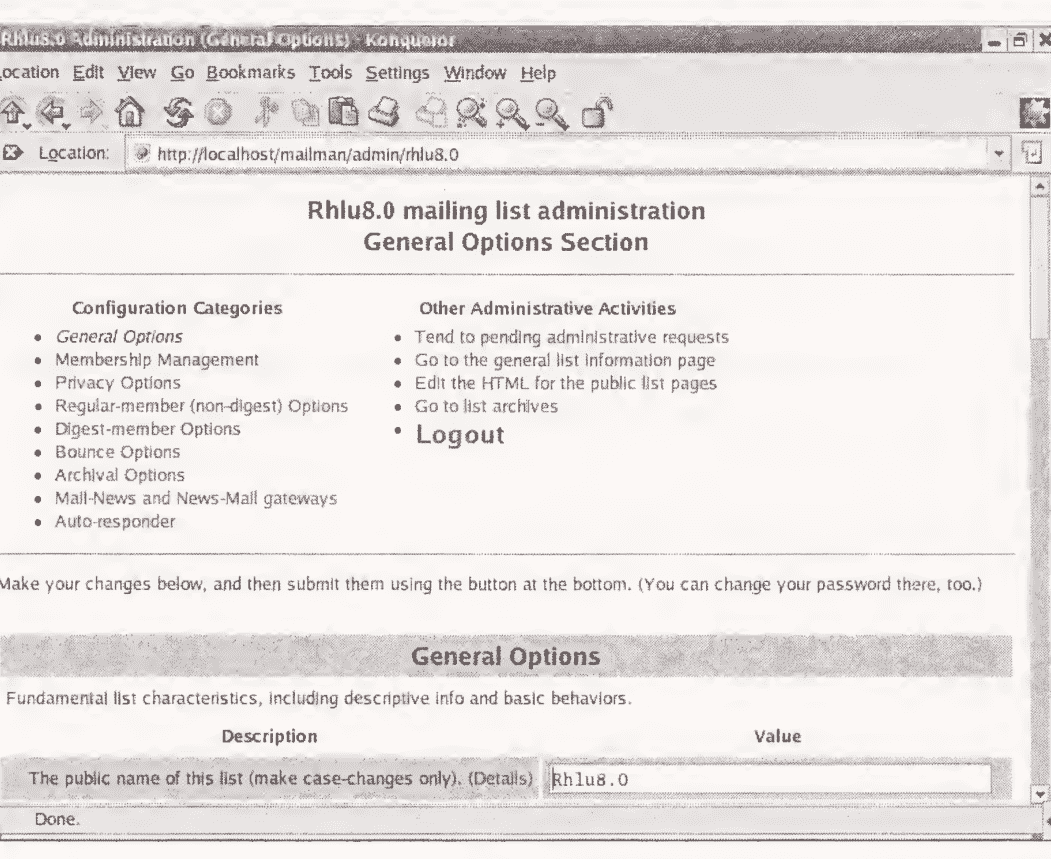 Rhlu8.0 Administration (General Options) - Konqueror
ocation Edit View Go Bookmarks Tools Settings Window Help
Location: http://localhost/mailman/admin/rhlu8.0
Rhlu8.0 mailing list administration
General Options Section
Configuration Categories
• General Options
• Membership Management
• Privacy Options
• Regular-member (non-digest) Options
• Digest-member Options
• Bounce Options
• Archival Options
• Mail-News and News-Mail gateways
• Auto-responder
Other Administrative Activities
• Tend to pending administrative requests
• Go to the general list information page
• Edit the HTML for the public list pages
• Go to list archives
• Logout
Make your changes below, and then submit them using the button at the bottom. (You can change your password there, too.)
General Options
Fundamental list characteristics, including descriptive info and basic behaviors.
Description Value
The public name of this list (make case-changes only). (Details) Rhlu8.0
Done.